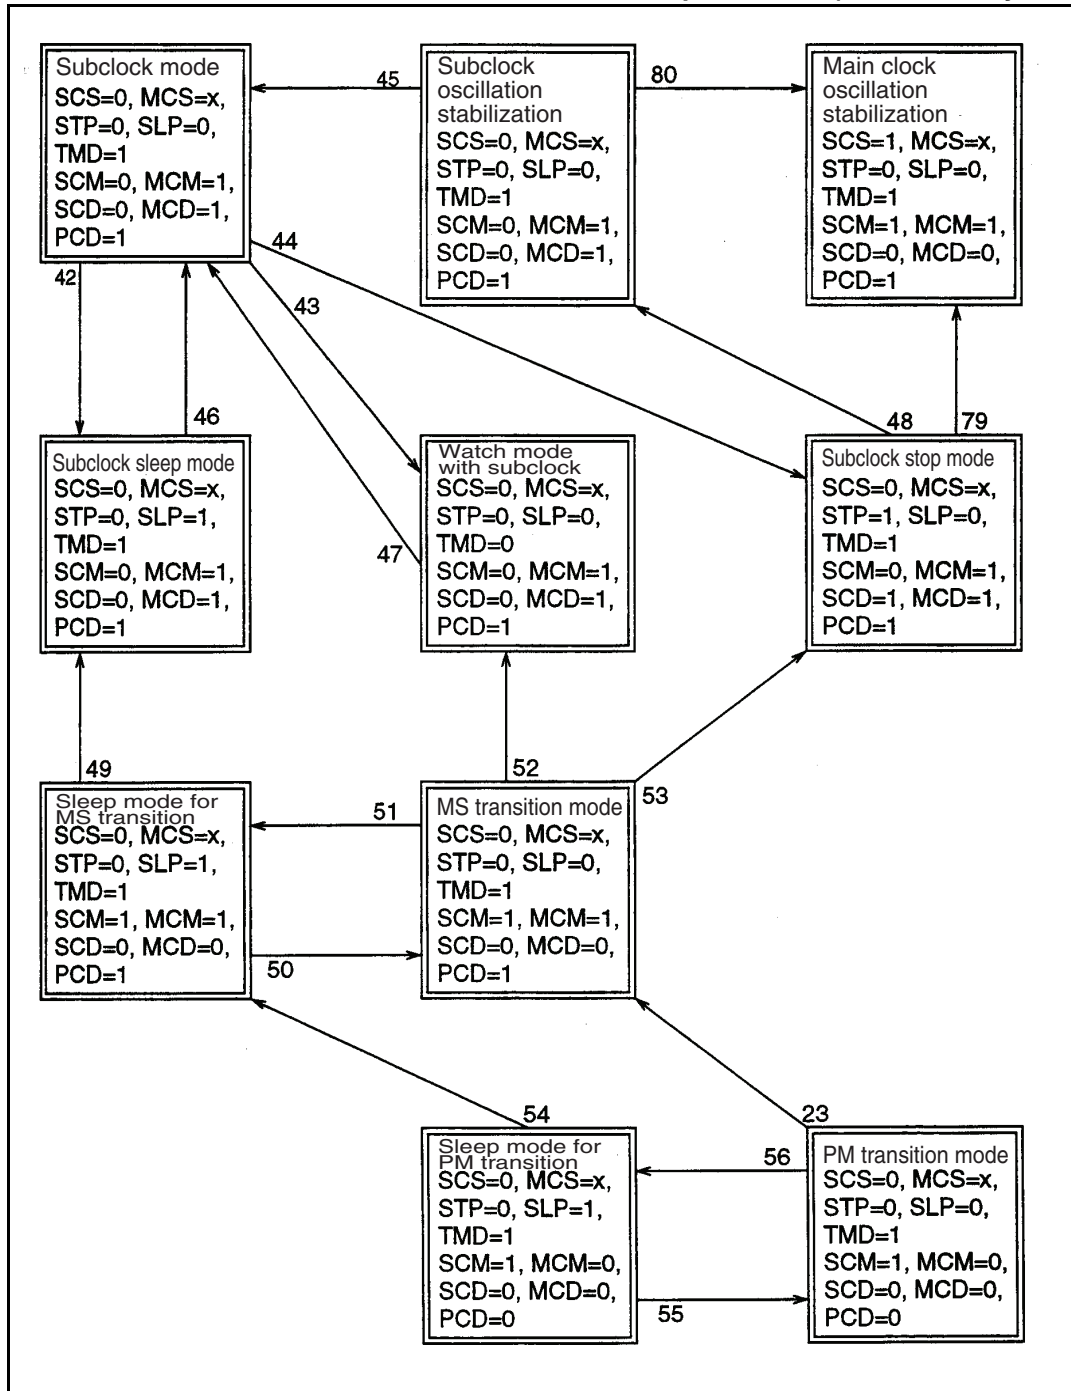 Subclock mode
SCS=0, MCS=x,
STP=0, SLP=0,
TMD=1
SCM=0, MCM=1,
SCD=0, MCD=1,
PCD=1
45
Subclock
oscillation
stabilization
SCS=0, MCS=x,
STP=0, SLP=0,
TMD=1
SCM=0, MCM=1,
SCD=0, MCD=1,
PCD=1
80
Main clock
oscillation
stabilization
SCS=1, MCS=x,
STP=0, SLP=0,
TMD=1
SCM=1, MCM=1,
SCD=0, MCD=0,
PCD=1
42
44
43
46
47
48
79
Subclock sleep mode
SCS=0, MCS=x,
STP=0, SLP=1,
TMD=1
SCM=0, MCM=1,
SCD=0, MCD=1,
PCD=1
Watch mode
with subclock
SCS=0, MCS=x,
STP=0, SLP=0,
TMD=0
SCM=0, MCM=1,
SCD=0, MCD=1,
PCD=1
Subclock stop mode
SCS=0, MCS=x,
STP=1, SLP=0,
TMD=1
SCM=0, MCM=1,
SCD=1, MCD=1,
PCD=1
49
52
53
51
50
Sleep mode for
MS transition
SCS=0, MCS=x,
STP=0, SLP=1,
TMD=1
SCM=1, MCM=1,
SCD=0, MCD=0,
PCD=1
MS transition mode
SCS=0, MCS=x,
STP=0, SLP=0,
TMD=1
SCM=1, MCM=1,
SCD=0, MCD=0,
PCD=1
54
23
56
55
Sleep mode for
PM transition
SCS=0, MCS=x,
STP=0, SLP=1,
TMD=1
SCM=1, MCM=0,
SCD=0, MCD=0,
PCD=0
PM transition mode
SCS=0, MCS=x,
STP=0, SLP=0,
TMD=1
SCM=1, MCM=0,
SCD=0, MCD=0,
PCD=0